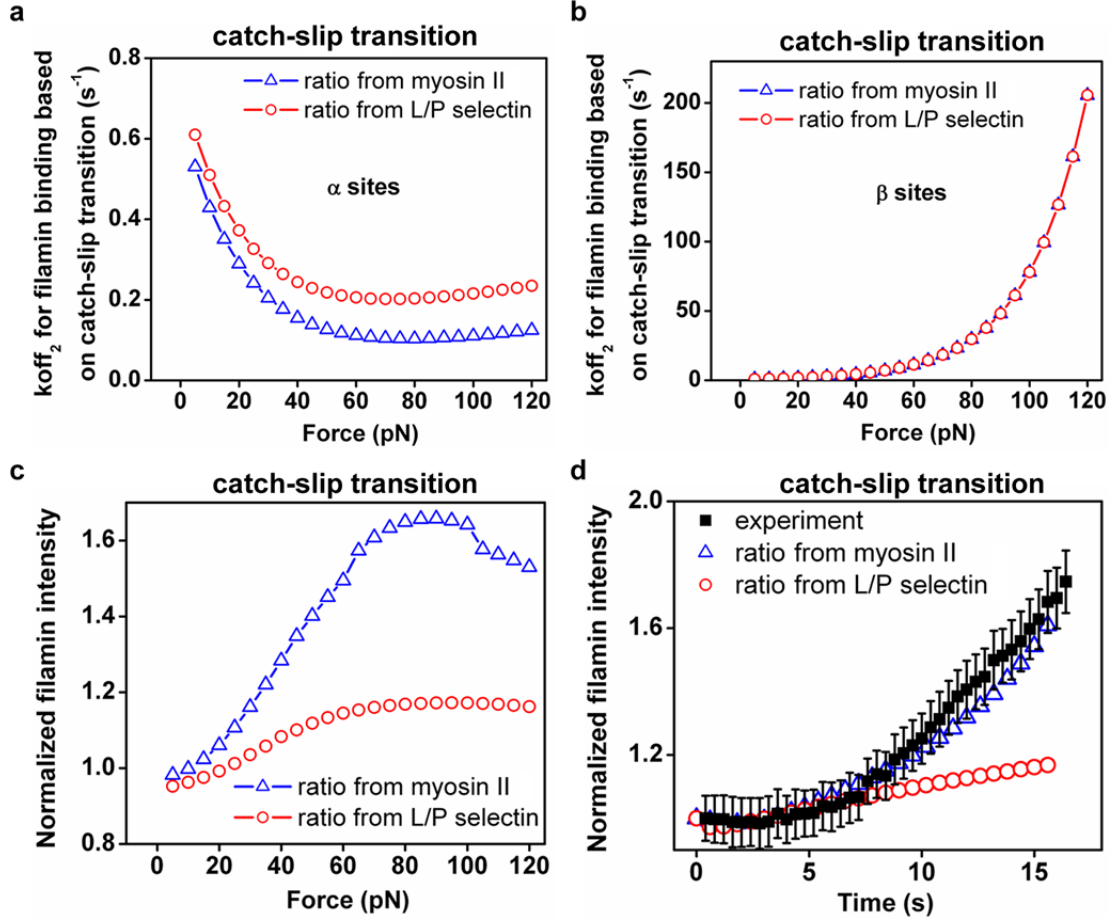 a
catch-slip transition
koff₂ for filamin binding based
on catch-slip transition (s⁻¹)
0.8
0.6
0.4
0.2
0.0
ratio from myosin II
ratio from L/P selectin
α sites
0 20 40 60 80 100 120
Force (pN)
b
catch-slip transition
koff₂ for filamin binding based
on catch-slip transition (s⁻¹)
200
150
100
50
0
ratio from myosin II
ratio from L/P selectin
β sites
0 20 40 60 80 100 120
Force (pN)
c
catch-slip transition
Normalized filamin intensity
1.6
1.4
1.2
1.0
0.8
ratio from myosin II
ratio from L/P selectin
0 20 40 60 80 100 120
Force (pN)
d
catch-slip transition
Normalized filamin intensity
2.0
1.6
1.2
experiment
ratio from myosin II
ratio from L/P selectin
0 5 10 15
Time (s)